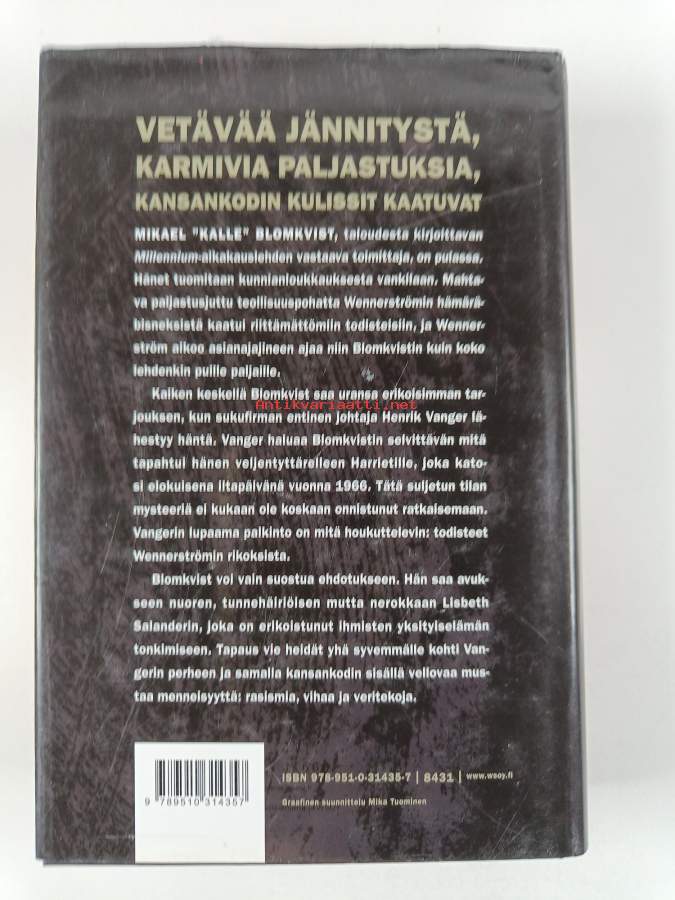 VETÄVÄÄ JÄNNITYSTÄ,
KARMIVIA PALJASTUKSIA,
KANSANKODIN KULISSIT KAATUVAT
MIKAEL "KALLE" BLOMKVIST, taloudesta kirjoittavan
Millennium-aikakauslehden vastaava toimittaja, on pulassa.
Hänet tuomitaan kunnianloukkauksesta vankilaan. Mahta-
va paljastusjuttu teollisuuspohatta Wennerströmin hämärä-
bisneksistä kaatui riittämättömiin todisteisiin, ja Wenner-
ström aikoo asianajajineen ajaa niin Blomkvistin kuin koko
lehdenkin puille paljaille.
Kaiken keskellä Blomkvist saa uransa erikoisimman tar-
Antikvariaatti.net
jouksen, kun sukufirman entinen johtaja Henrik Vanger lä-
hestyy häntä. Vanger haluaa Blomkvistin selvittävän mitä
tapahtui hänen veljentyttärelleen Harrietille, joka kato-
si elokuisena iltapäivänä vuonna 1966. Tätä suljetun tilan
mysteeriä ei kukaan ole koskaan onnistunut ratkaisemaan.
Vangerin lupaama palkinto on mitä houkuttelevin: todisteet
Wennerströmin rikoksista.
Blomkvist voi vain suostua ehdotukseen. Hän saa avuk-
seen nuoren, tunnehäiriöisen mutta nerokkaan Lisbeth
Salanderin, joka on erikoistunut ihmisten yksityiselämän
tonkimiseen. Tapaus vie heidät yhä syvemmälle kohti Van-
gerin perheen ja samalla kansankodin sisällä vellovaa mus-
taa menneisyyttä: rasismia, vihaa ja veritekoja.
ISBN 978-951-0-31435-7 | 8431 | www.wsoy.fi
Graafinen suunnittelu Mika Tuominen
9 789510 314357